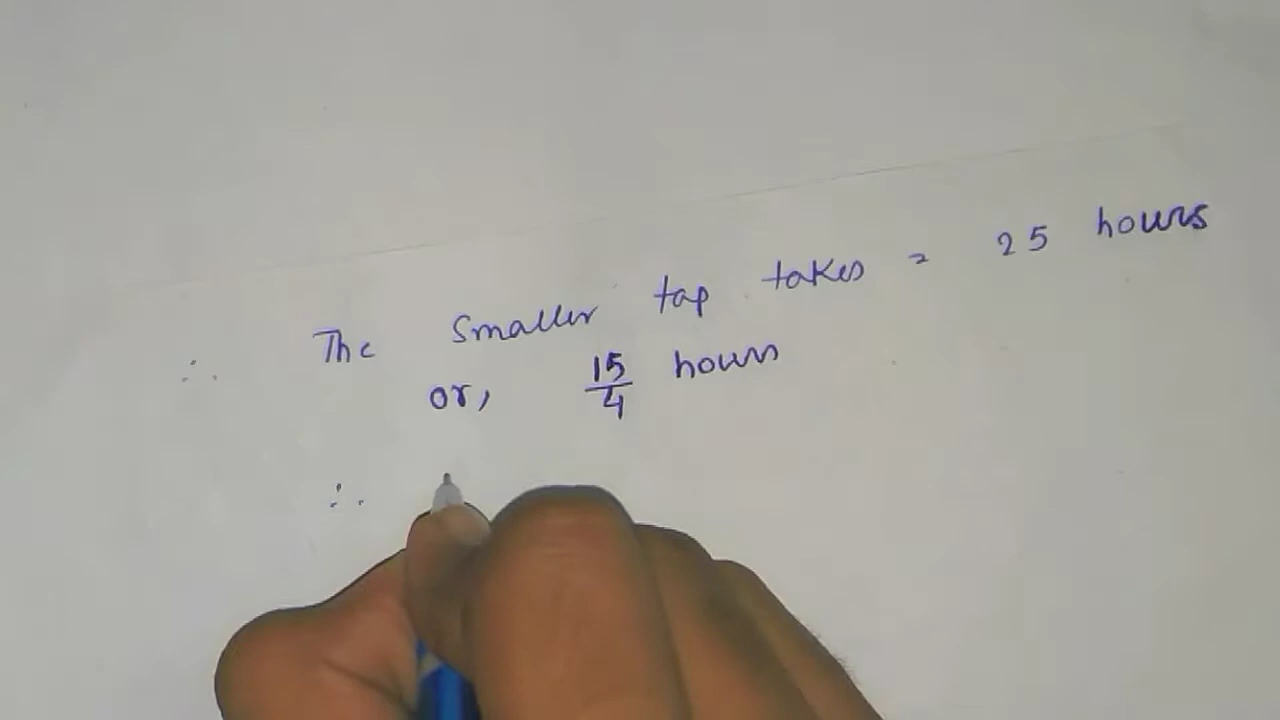 ∴ The smaller tap takes = 25 hours
or, 15/4 hours
∴